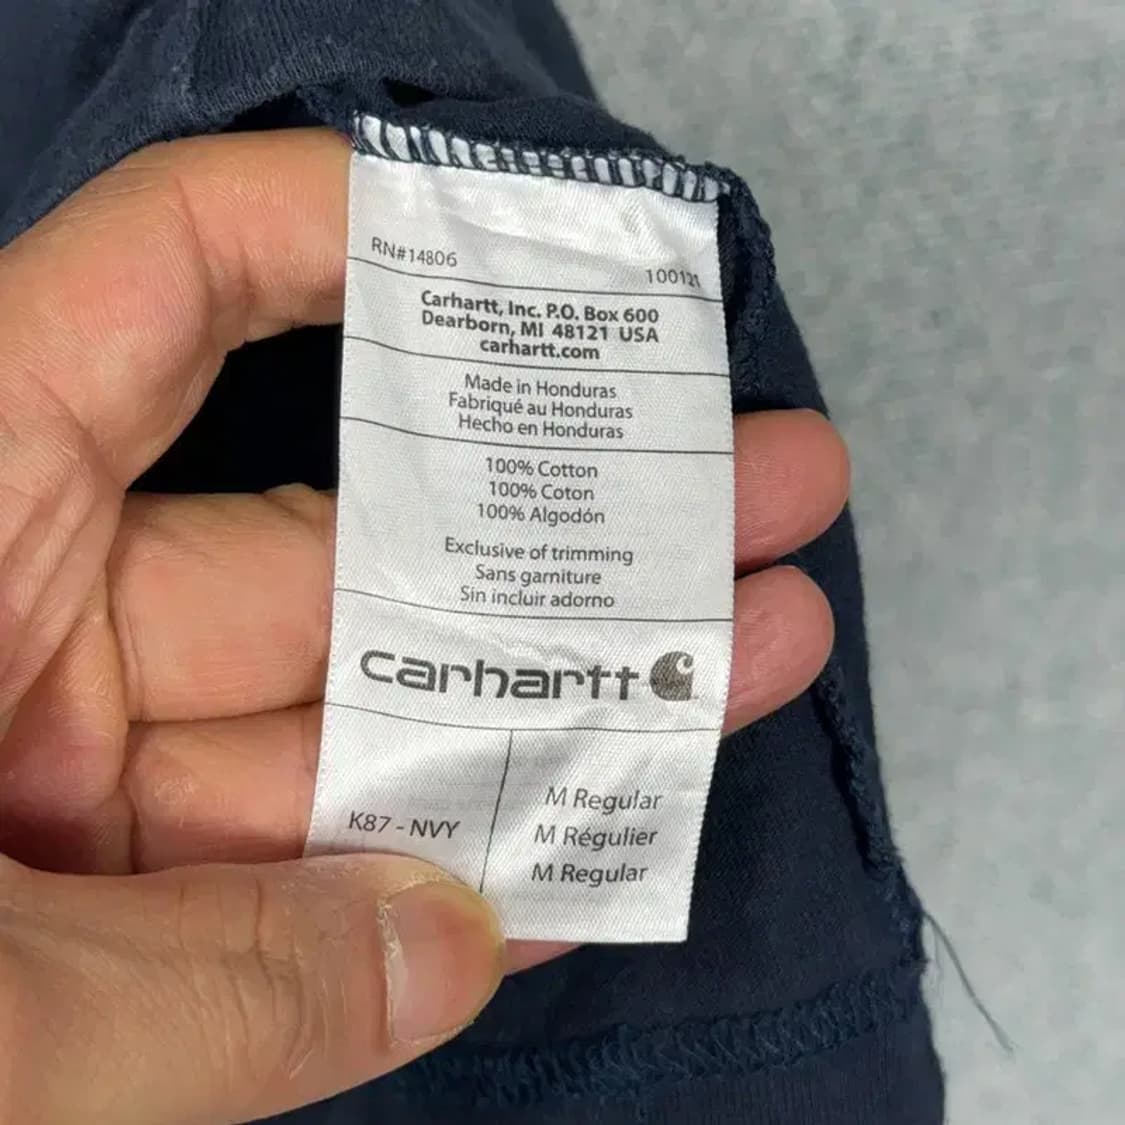 RN#14806
100121
Carhartt, Inc. P.O. Box 600
Dearborn, MI 48121 USA
carhartt.com
Made in Honduras
Fabriqué au Honduras
Hecho en Honduras
100% Cotton
100% Coton
100% Algodón
Exclusive of trimming
Sans garniture
Sin incluir adorno
carhartt
K87 - NVY
M Regular
M Régulier
M Regular